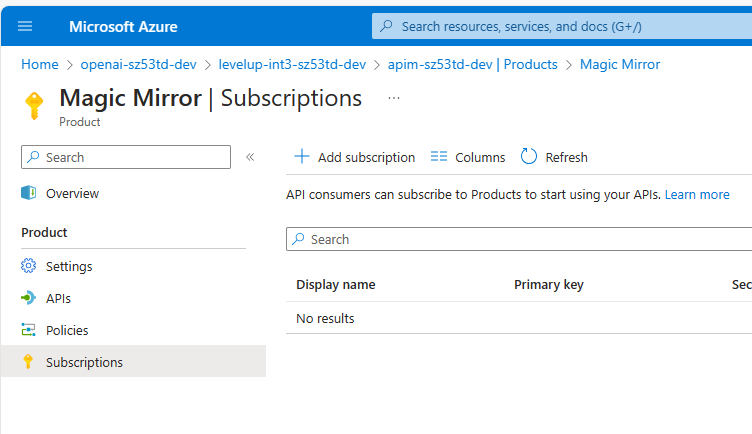 Microsoft Azure
Search resources, services, and docs (G+/)
Home > openai-sz53td-dev > levelup-int3-sz53td-dev > apim-sz53td-dev | Products > Magic Mirror
Magic Mirror | Subscriptions ...
Product
Search «
Add subscription Columns Refresh
Overview
API consumers can subscribe to Products to start using your APIs. Learn more
Product
Search
Settings
APIs
Policies
Subscriptions
Display name Primary key Sec
No results